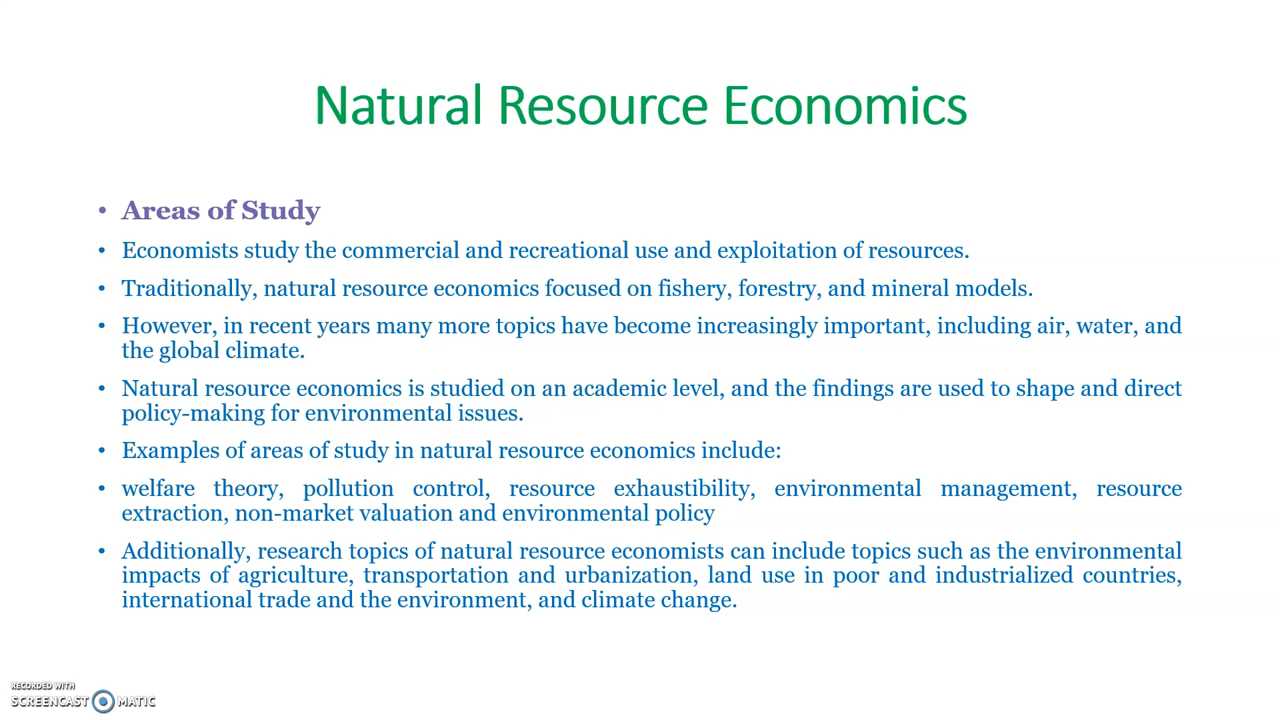 Natural Resource Economics
• Areas of Study
• Economists study the commercial and recreational use and exploitation of resources.
• Traditionally, natural resource economics focused on fishery, forestry, and mineral models.
• However, in recent years many more topics have become increasingly important, including air, water, and
the global climate.
• Natural resource economics is studied on an academic level, and the findings are used to shape and direct
policy-making for environmental issues.
• Examples of areas of study in natural resource economics include:
• welfare theory, pollution control, resource exhaustibility, environmental management, resource
extraction, non-market valuation and environmental policy
• Additionally, research topics of natural resource economists can include topics such as the environmental
impacts of agriculture, transportation and urbanization, land use in poor and industrialized countries,
international trade and the environment, and climate change.
RECORDED WITH
SCREENCAST MATIC